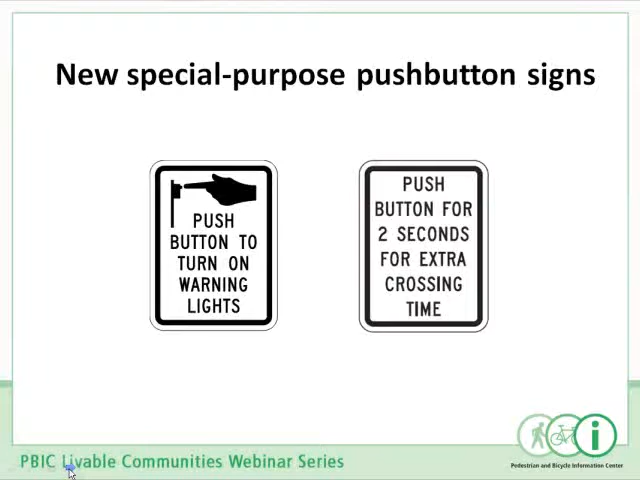 New special-purpose pushbutton signs
PUSH
BUTTON TO
TURN ON
WARNING
LIGHTS
PUSH
BUTTON FOR
2 SECONDS
FOR EXTRA
CROSSING
TIME
i
PBIC Livable Communities Webinar Series
Pedestrian and Bicycle Information Center